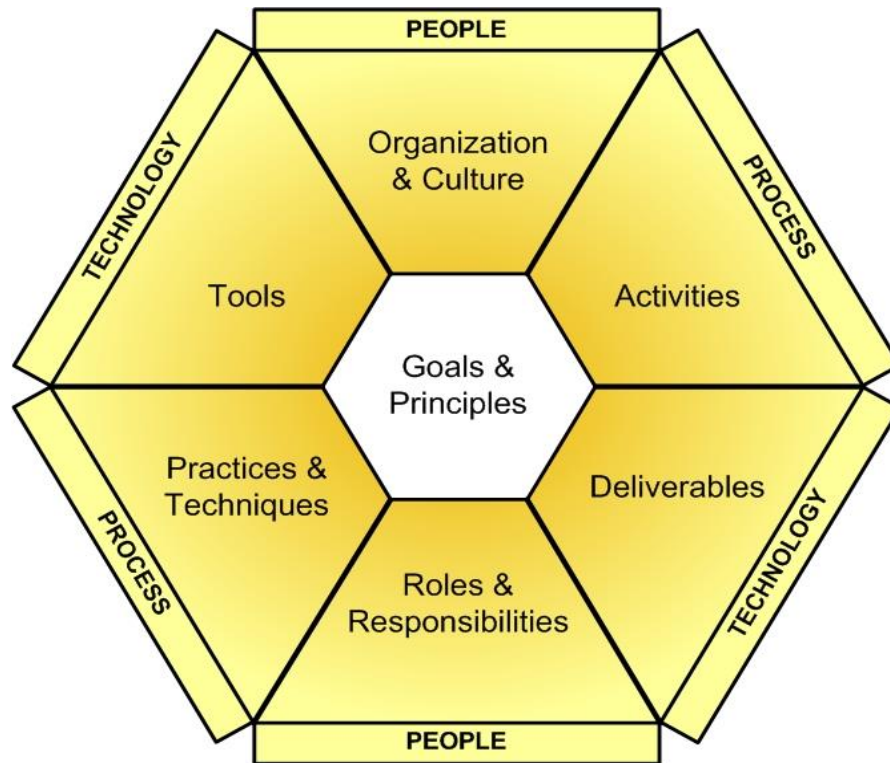 PEOPLE
TECHNOLOGY
Organization
& Culture
PROCESS
Tools
Activities
Goals &
Principles
Practices &
Techniques
Deliverables
PROCESS
Roles &
Responsibilities
TECHNOLOGY
PEOPLE